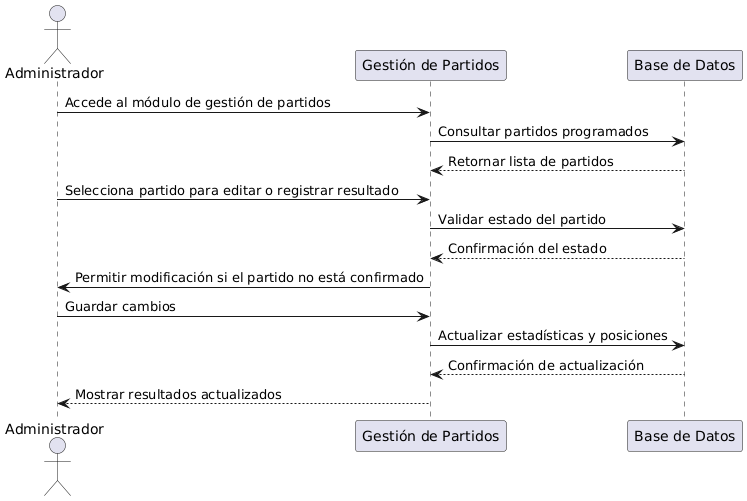 Administrador
Gestión de Partidos
Base de Datos
Accede al módulo de gestión de partidos
Consultar partidos programados
Retornar lista de partidos
Selecciona partido para editar o registrar resultado
Validar estado del partido
Confirmación del estado
Permitir modificación si el partido no está confirmado
Guardar cambios
Actualizar estadísticas y posiciones
Confirmación de actualización
Mostrar resultados actualizados
Administrador
Gestión de Partidos
Base de Datos